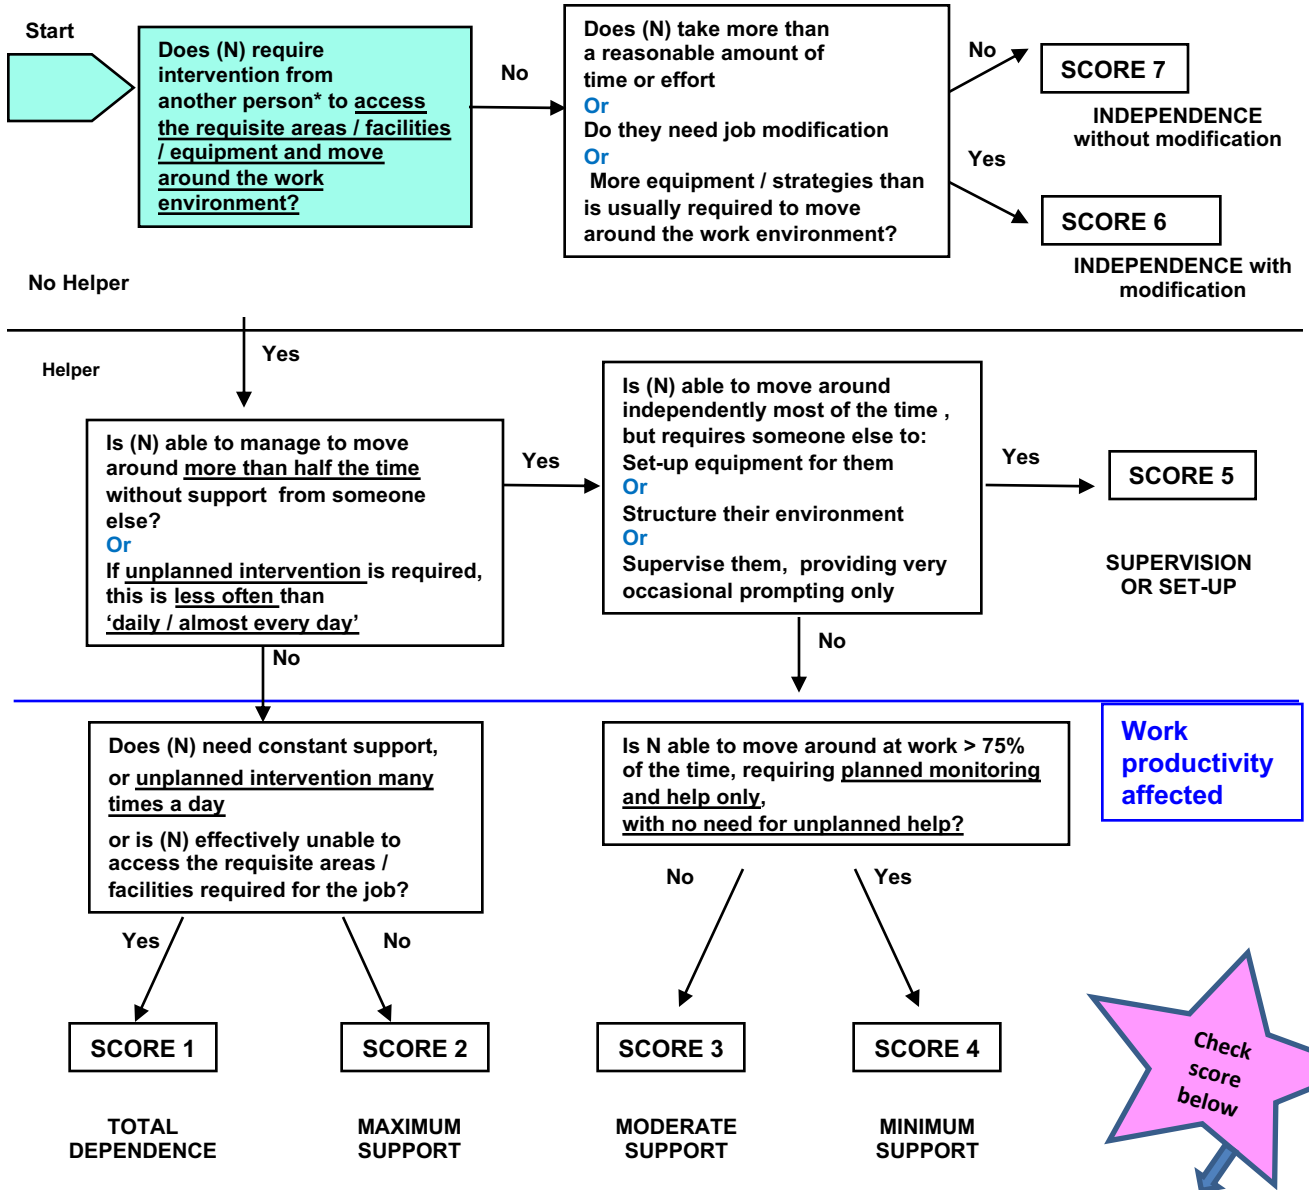 Start
Does (N) require
intervention from
another person* to access
the requisite areas / facilities
/ equipment and move
around the work
environment?
No
Does (N) take more than
a reasonable amount of
time or effort
Or
Do they need job modification
Or
More equipment / strategies than
is usually required to move
around the work environment?
No
SCORE 7
INDEPENDENCE
without modification
Yes
SCORE 6
INDEPENDENCE with
modification
No Helper
Yes
Helper
Is (N) able to manage to move
around more than half the time
without support from someone
else?
Or
If unplanned intervention is required,
this is less often than
‘daily / almost every day’
Yes
Is (N) able to move around
independently most of the time ,
but requires someone else to:
Set-up equipment for them
Or
Structure their environment
Or
Supervise them, providing very
occasional prompting only
Yes
SCORE 5
SUPERVISION
OR SET-UP
No
No
Work
productivity
affected
Does (N) need constant support,
or unplanned intervention many
times a day
or is (N) effectively unable to
access the requisite areas /
facilities required for the job?
Is N able to move around at work > 75%
of the time, requiring planned monitoring
and help only,
with no need for unplanned help?
Yes
No
No
Yes
SCORE 1
TOTAL
DEPENDENCE
SCORE 2
MAXIMUM
SUPPORT
SCORE 3
MODERATE
SUPPORT
SCORE 4
MINIMUM
SUPPORT
Check
score
below